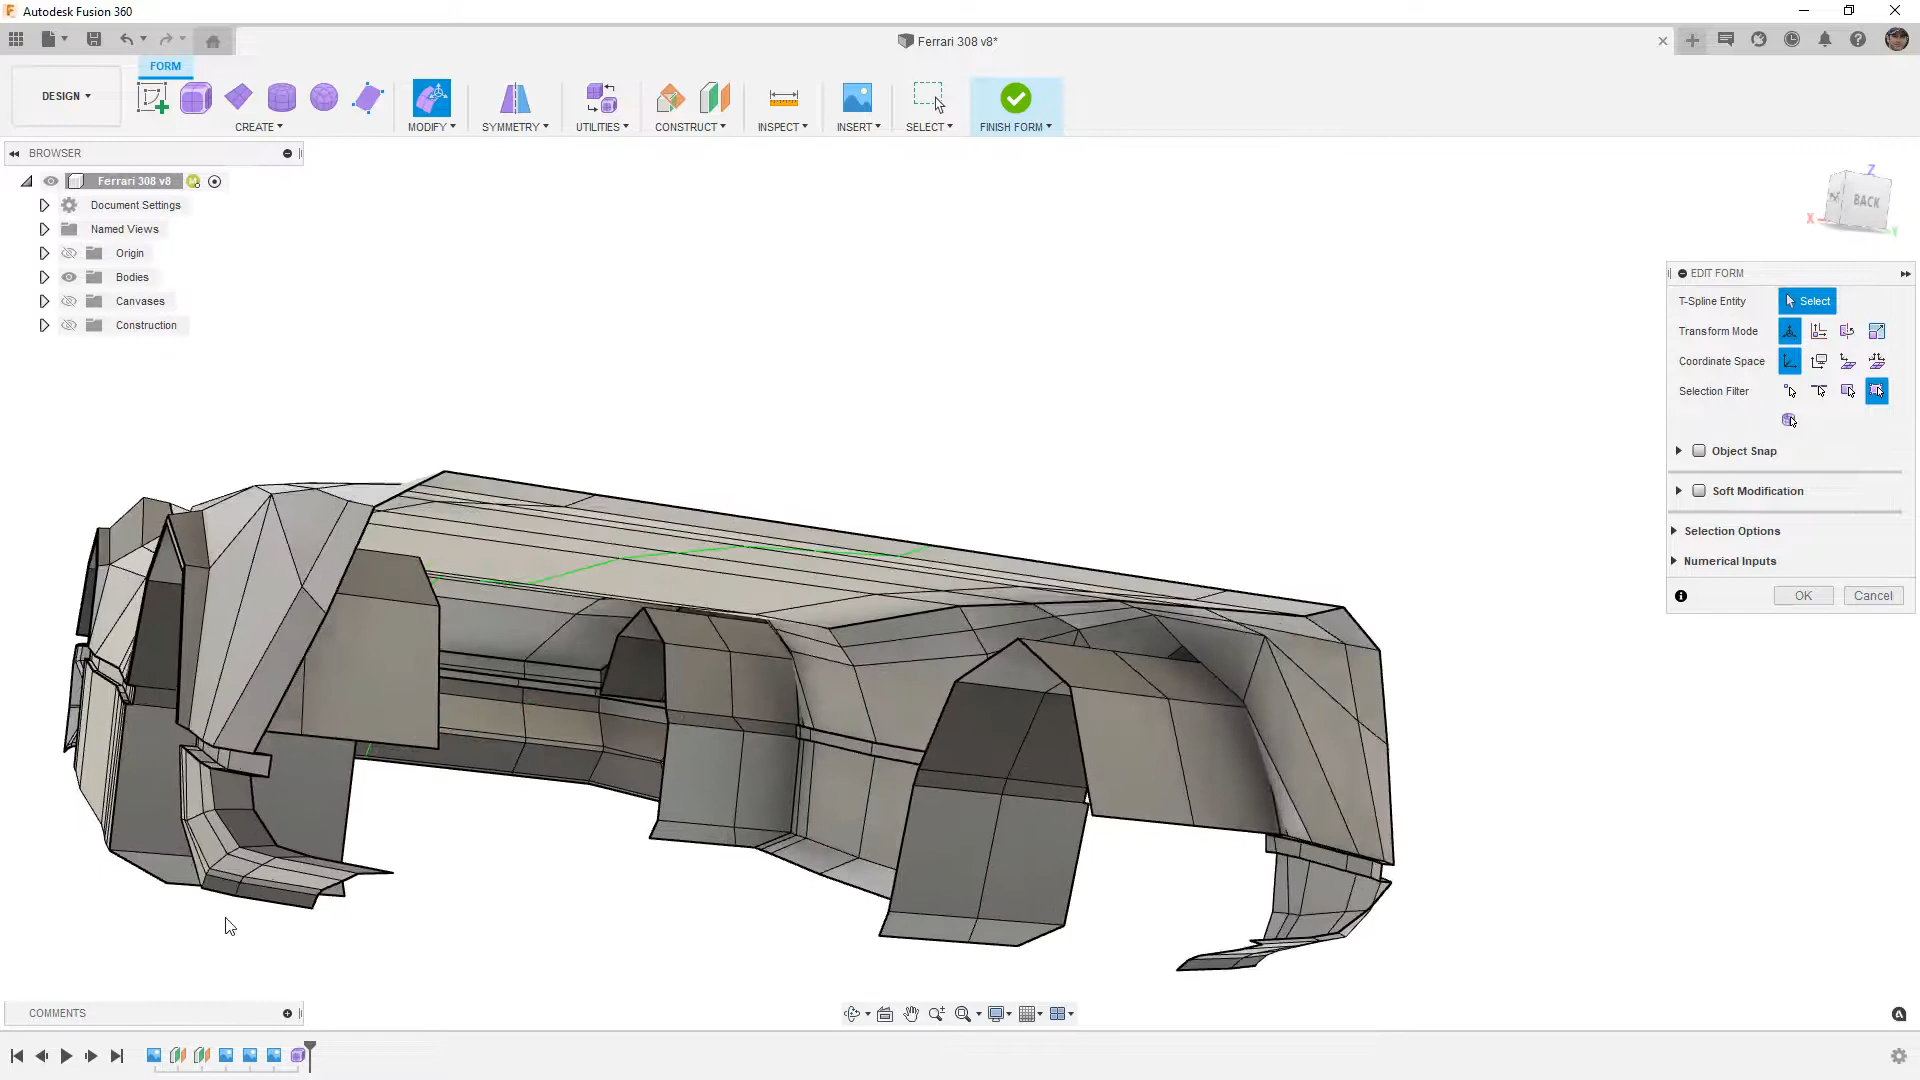 Autodesk Fusion 360
Ferrari 308 v8*
FORM
DESIGN
CREATE
MODIFY
SYMMETRY
UTILITIES
CONSTRUCT
INSPECT
INSERT
SELECT
FINISH FORM
BROWSER
Ferrari 308 v8
Document Settings
Named Views
Origin
Bodies
Canvases
Construction
Z
BACK
X
Y
EDIT FORM
T-Spline Entity
Select
Transform Mode
Coordinate Space
Selection Filter
Object Snap
Soft Modification
Selection Options
Numerical Inputs
OK
Cancel
COMMENTS